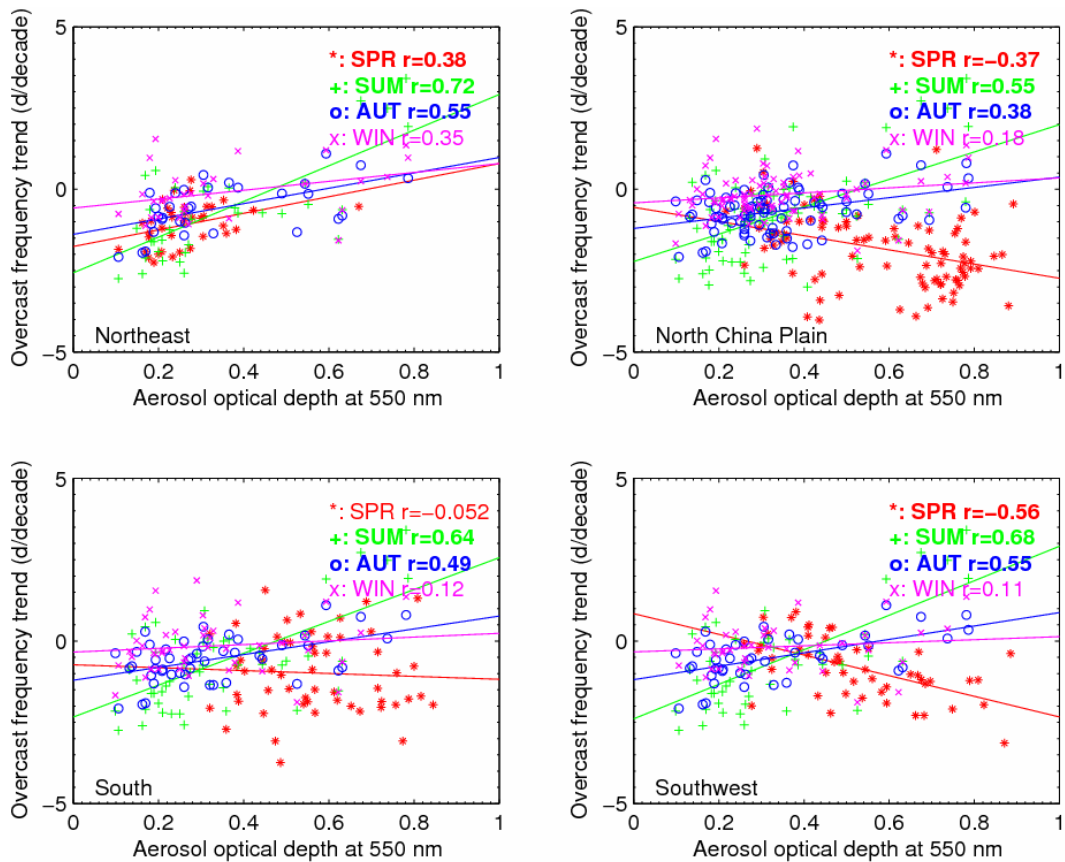 5
0
−5
Overcast frequency trend (d/decade)
*: SPR r=0.38
+: SUM r=0.72
o: AUT r=0.55
x: WIN r=0.35
Northeast
0 0.2 0.4 0.6 0.8 1
Aerosol optical depth at 550 nm
5
0
−5
Overcast frequency trend (d/decade)
*: SPR r=−0.37
+: SUM r=0.55
o: AUT r=0.38
x: WIN r=0.18
North China Plain
0 0.2 0.4 0.6 0.8 1
Aerosol optical depth at 550 nm
5
0
−5
Overcast frequency trend (d/decade)
*: SPR r=−0.052
+: SUM r=0.64
o: AUT r=0.49
x: WIN r=0.12
South
0 0.2 0.4 0.6 0.8 1
Aerosol optical depth at 550 nm
5
0
−5
Overcast frequency trend (d/decade)
*: SPR r=−0.56
+: SUM r=0.68
o: AUT r=0.55
x: WIN r=0.11
Southwest
0 0.2 0.4 0.6 0.8 1
Aerosol optical depth at 550 nm